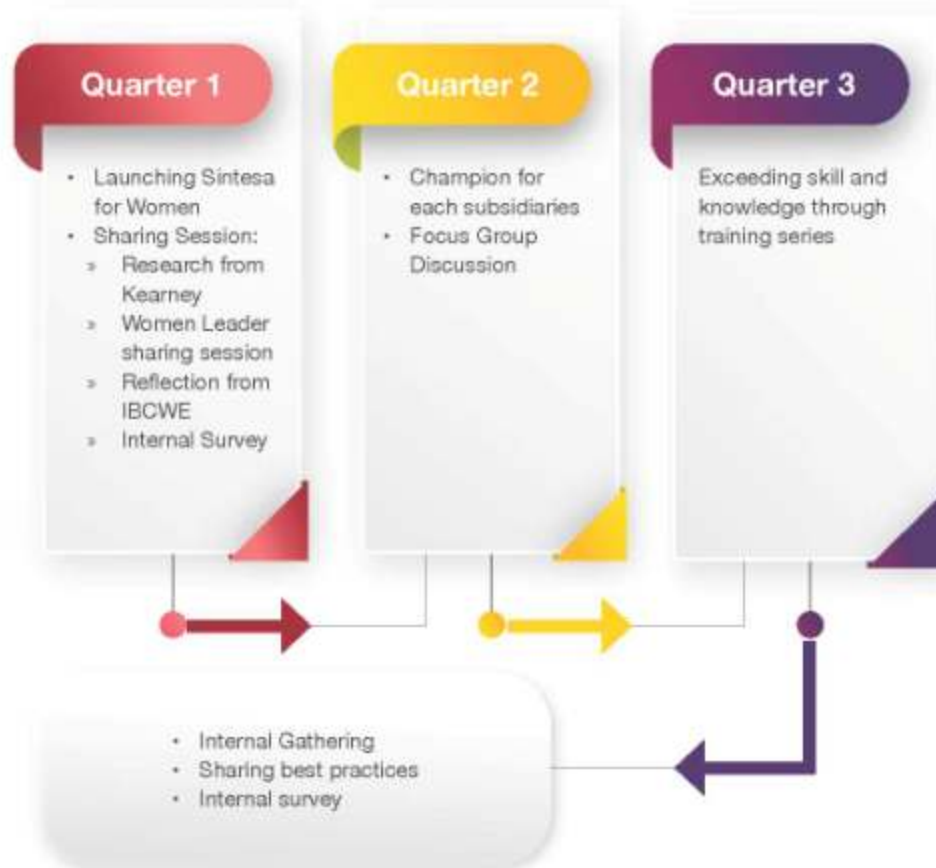 Quarter 1
• Launching Sintesa
for Women
• Sharing Session:
» Research from
Kearney
» Women Leader
sharing session
» Reflection from
IBCWE
» Internal Survey
Quarter 2
• Champion for
each subsidiaries
• Focus Group
Discussion
Quarter 3
Exceeding skill and
knowledge through
training series
• Internal Gathering
• Sharing best practices
• Internal survey